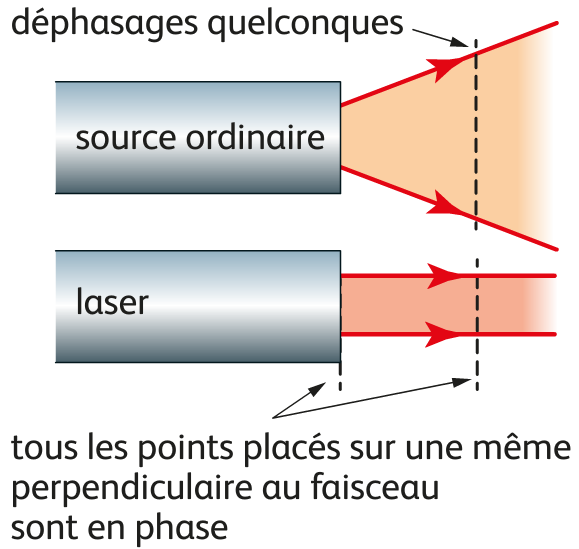 déphasages quelconques
source ordinaire
laser
tous les points placés sur une même
perpendiculaire au faisceau
sont en phase